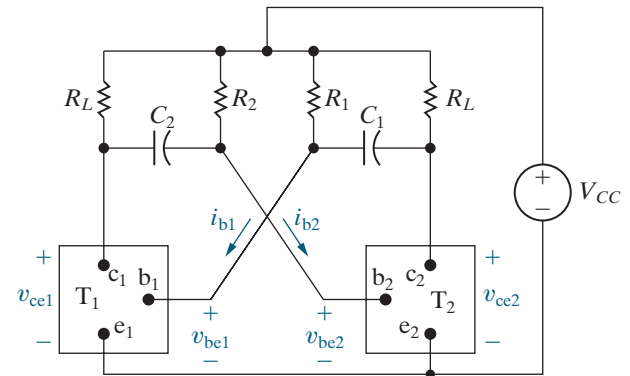 R_L
C_2
R_2
R_1
C_1
R_L
+
−
V_CC
i_b1
i_b2
+
v_ce1
−
c_1
b_1
T_1
e_1
+
v_be1
−
+
v_be2
−
b_2
c_2
T_2
e_2
+
v_ce2
−